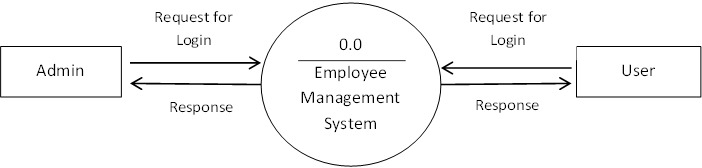 Request for
Login
Admin
Response
0.0
Employee
Management
System
Request for
Login
Response
User